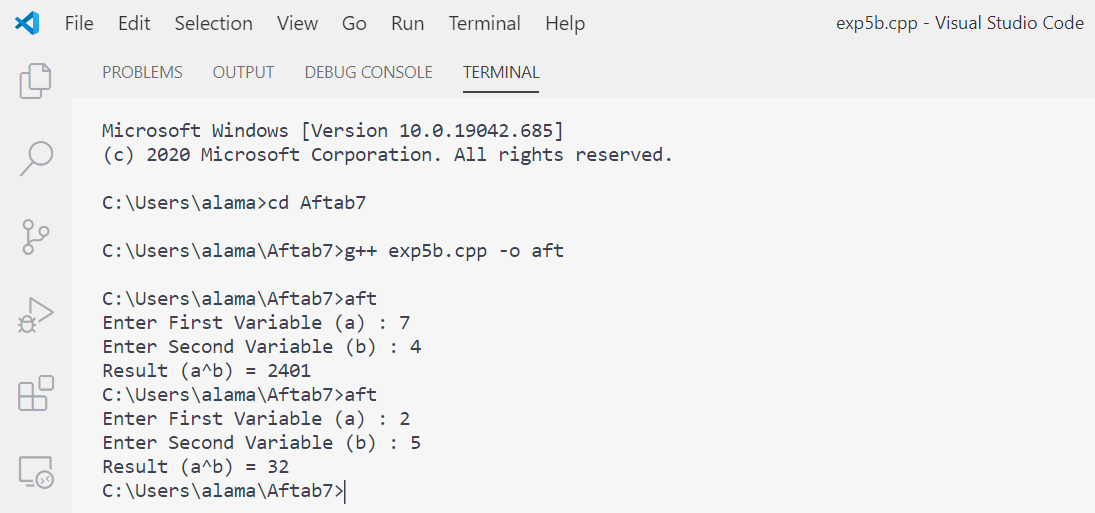 File Edit Selection View Go Run Terminal Help exp5b.cpp - Visual Studio Code
PROBLEMS OUTPUT DEBUG CONSOLE TERMINAL
Microsoft Windows [Version 10.0.19042.685]
(c) 2020 Microsoft Corporation. All rights reserved.
C:\Users\alama>cd Aftab7
C:\Users\alama\Aftab7>g++ exp5b.cpp -o aft
C:\Users\alama\Aftab7>aft
Enter First Variable (a) : 7
Enter Second Variable (b) : 4
Result (a^b) = 2401
C:\Users\alama\Aftab7>aft
Enter First Variable (a) : 2
Enter Second Variable (b) : 5
Result (a^b) = 32
C:\Users\alama\Aftab7>